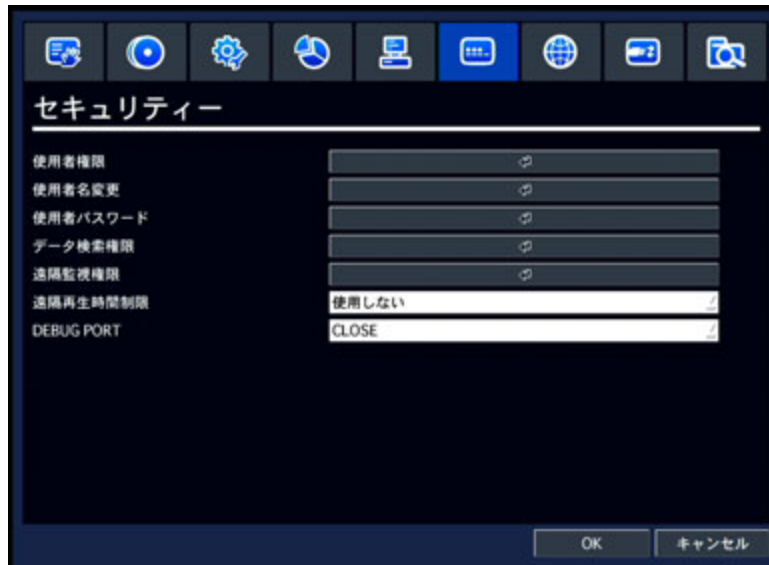 セキュリティー
使用者権限
使用者名変更
使用者パスワード
データ検索権限
遠隔監視権限
遠隔再生時間制限 使用しない
DEBUG PORT CLOSE
OK キャンセル